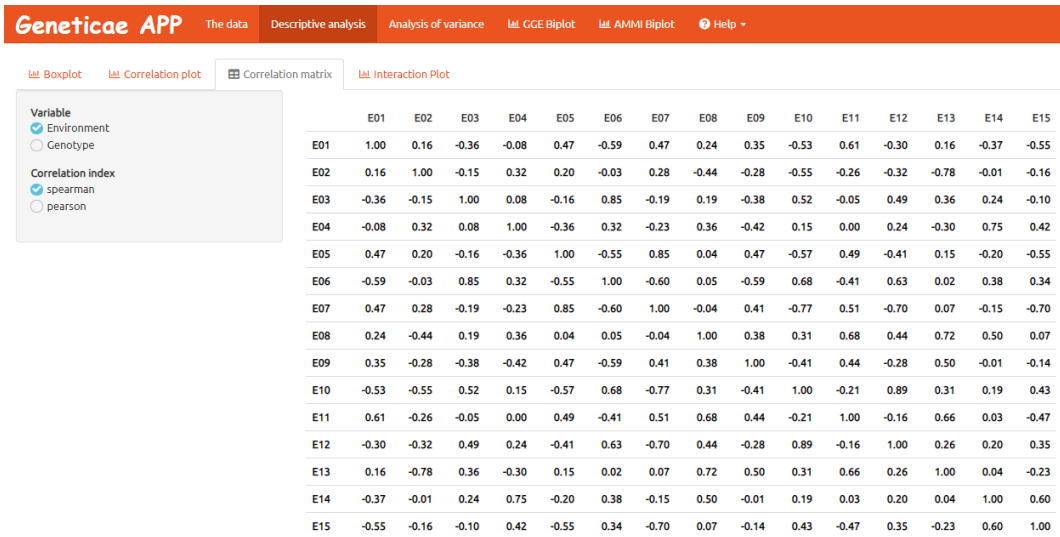 Geneticae APP The data Descriptive analysis Analysis of variance GGE Biplot AMMI Biplot Help
Boxplot Correlation plot Correlation matrix Interaction Plot
Variable
Environment
Genotype
Correlation index
spearman
pearson
E01 E02 E03 E04 E05 E06 E07 E08 E09 E10 E11 E12 E13 E14 E15
E01 1.00 0.16 -0.36 -0.08 0.47 -0.59 0.47 0.24 0.35 -0.53 0.61 -0.30 0.16 -0.37 -0.55
E02 0.16 1.00 -0.15 0.32 0.20 -0.03 0.28 -0.44 -0.28 -0.55 -0.26 -0.32 -0.78 -0.01 -0.16
E03 -0.36 -0.15 1.00 0.08 -0.16 0.85 -0.19 0.19 -0.38 0.52 -0.05 0.49 0.36 0.24 -0.10
E04 -0.08 0.32 0.08 1.00 -0.36 0.32 -0.23 0.36 -0.42 0.15 0.00 0.24 -0.30 0.75 0.42
E05 0.47 0.20 -0.16 -0.36 1.00 -0.55 0.85 0.04 0.47 -0.57 0.49 -0.41 0.15 -0.20 -0.55
E06 -0.59 -0.03 0.85 0.32 -0.55 1.00 -0.60 0.05 -0.59 0.68 -0.41 0.63 0.02 0.38 0.34
E07 0.47 0.28 -0.19 -0.23 0.85 -0.60 1.00 -0.04 0.41 -0.77 0.51 -0.70 0.07 -0.15 -0.70
E08 0.24 -0.44 0.19 0.36 0.04 0.05 -0.04 1.00 0.38 0.31 0.68 0.44 0.72 0.50 0.07
E09 0.35 -0.28 -0.38 -0.42 0.47 -0.59 0.41 0.38 1.00 -0.41 0.44 -0.28 0.50 -0.01 -0.14
E10 -0.53 -0.55 0.52 0.15 -0.57 0.68 -0.77 0.31 -0.41 1.00 -0.21 0.89 0.31 0.19 0.43
E11 0.61 -0.26 -0.05 0.00 0.49 -0.41 0.51 0.68 0.44 -0.21 1.00 -0.16 0.66 0.03 -0.47
E12 -0.30 -0.32 0.49 0.24 -0.41 0.63 -0.70 0.44 -0.28 0.89 -0.16 1.00 0.26 0.20 0.35
E13 0.16 -0.78 0.36 -0.30 0.15 0.02 0.07 0.72 0.50 0.31 0.66 0.26 1.00 0.04 -0.23
E14 -0.37 -0.01 0.24 0.75 -0.20 0.38 -0.15 0.50 -0.01 0.19 0.03 0.20 0.04 1.00 0.60
E15 -0.55 -0.16 -0.10 0.42 -0.55 0.34 -0.70 0.07 -0.14 0.43 -0.47 0.35 -0.23 0.60 1.00